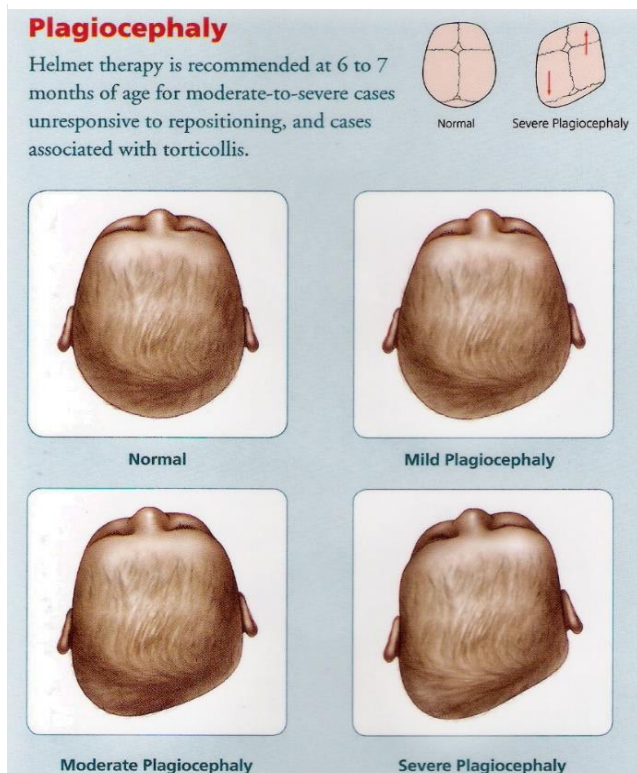 Plagiocephaly
Helmet therapy is recommended at 6 to 7
months of age for moderate-to-severe cases
unresponsive to repositioning, and cases
associated with torticollis.
Normal
Severe Plagiocephaly
Normal
Mild Plagiocephaly
Moderate Plagiocephaly
Severe Plagiocephaly